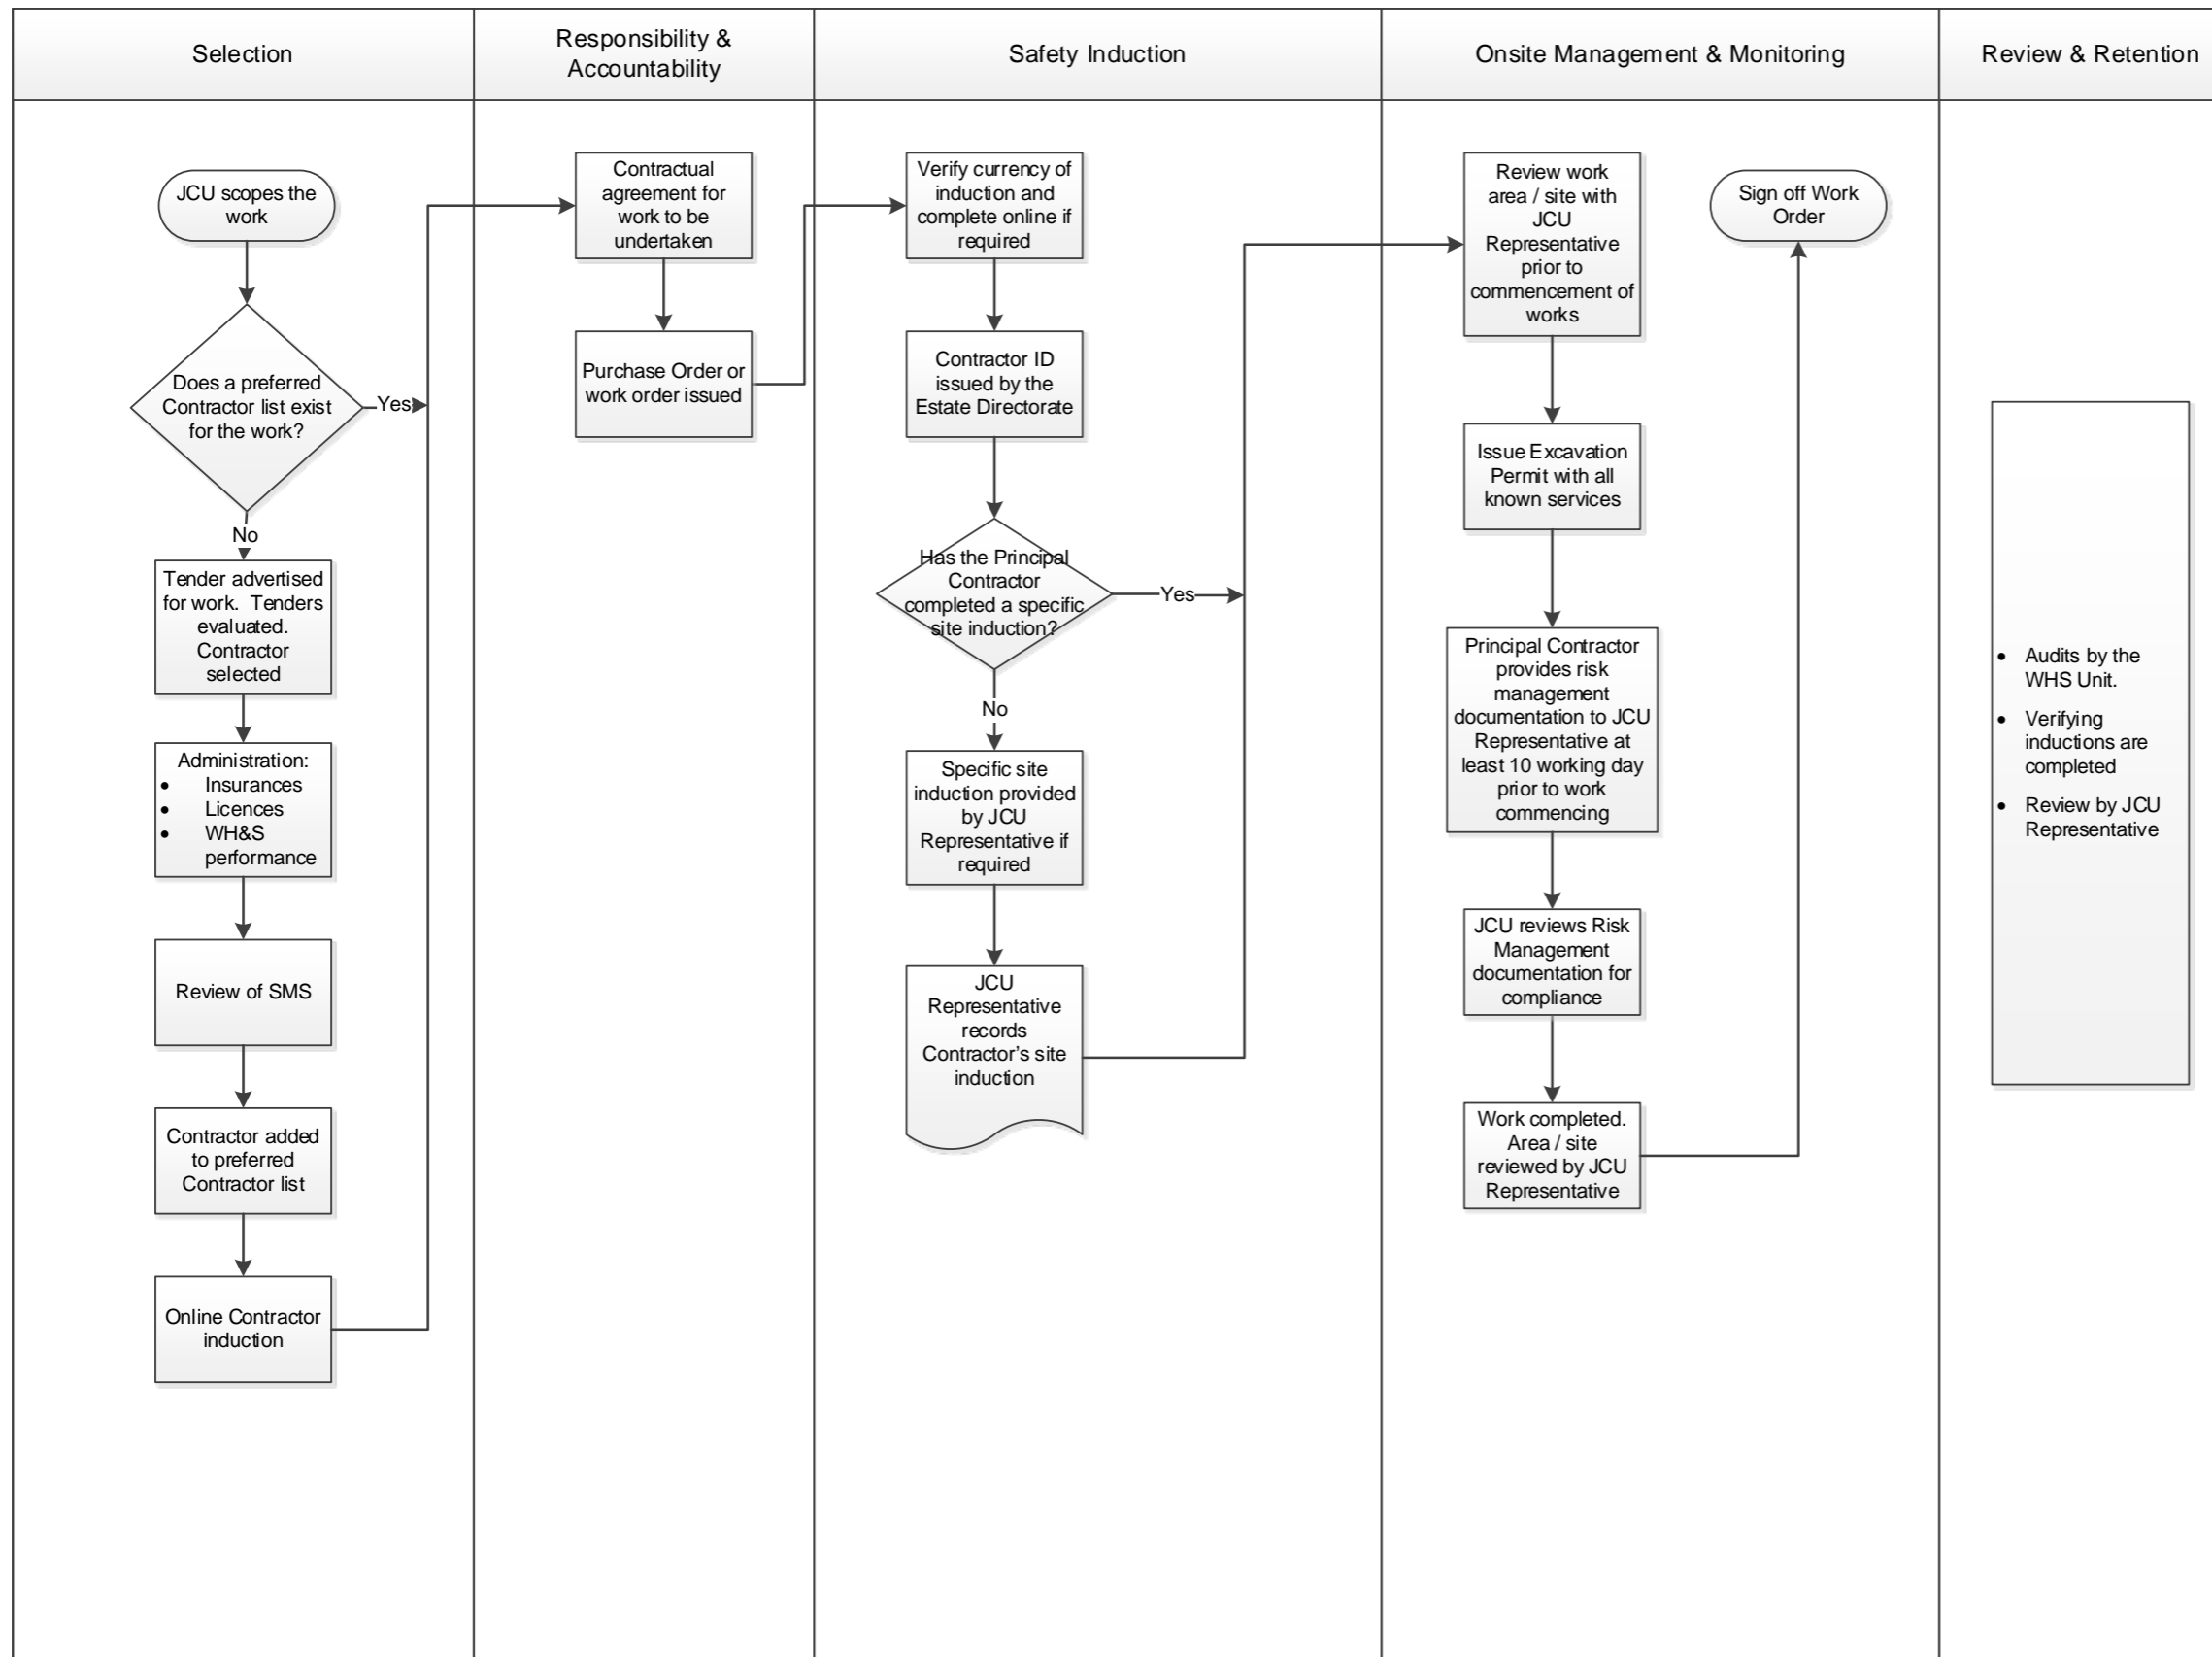 Selection
Responsibility &
Accountability
Safety Induction
Onsite Management & Monitoring
Review & Retention
JCU scopes the
work
Does a preferred
Contractor list exist
for the work?
Yes
No
Tender advertised
for work. Tenders
evaluated.
Contractor
selected
Administration:
• Insurances
• Licences
• WH&S
performance
Review of SMS
Contractor added
to preferred
Contractor list
Online Contractor
induction
Contractual
agreement for
work to be
undertaken
Purchase Order or
work order issued
Verify currency of
induction and
complete online if
required
Contractor ID
issued by the
Estate Directorate
Has the Principal
Contractor
completed a specific
site induction?
Yes
No
Specific site
induction provided
by JCU
Representative if
required
JCU
Representative
records
Contractor's site
induction
Review work
area / site with
JCU
Representative
prior to
commencement of
works
Issue Excavation
Permit with all
known services
Principal Contractor
provides risk
management
documentation to JCU
Representative at
least 10 working day
prior to work
commencing
JCU reviews Risk
Management
documentation for
compliance
Work completed.
Area / site
reviewed by JCU
Representative
Sign off Work
Order
• Audits by the
WHS Unit.
• Verifying
inductions are
completed
• Review by JCU
Representative